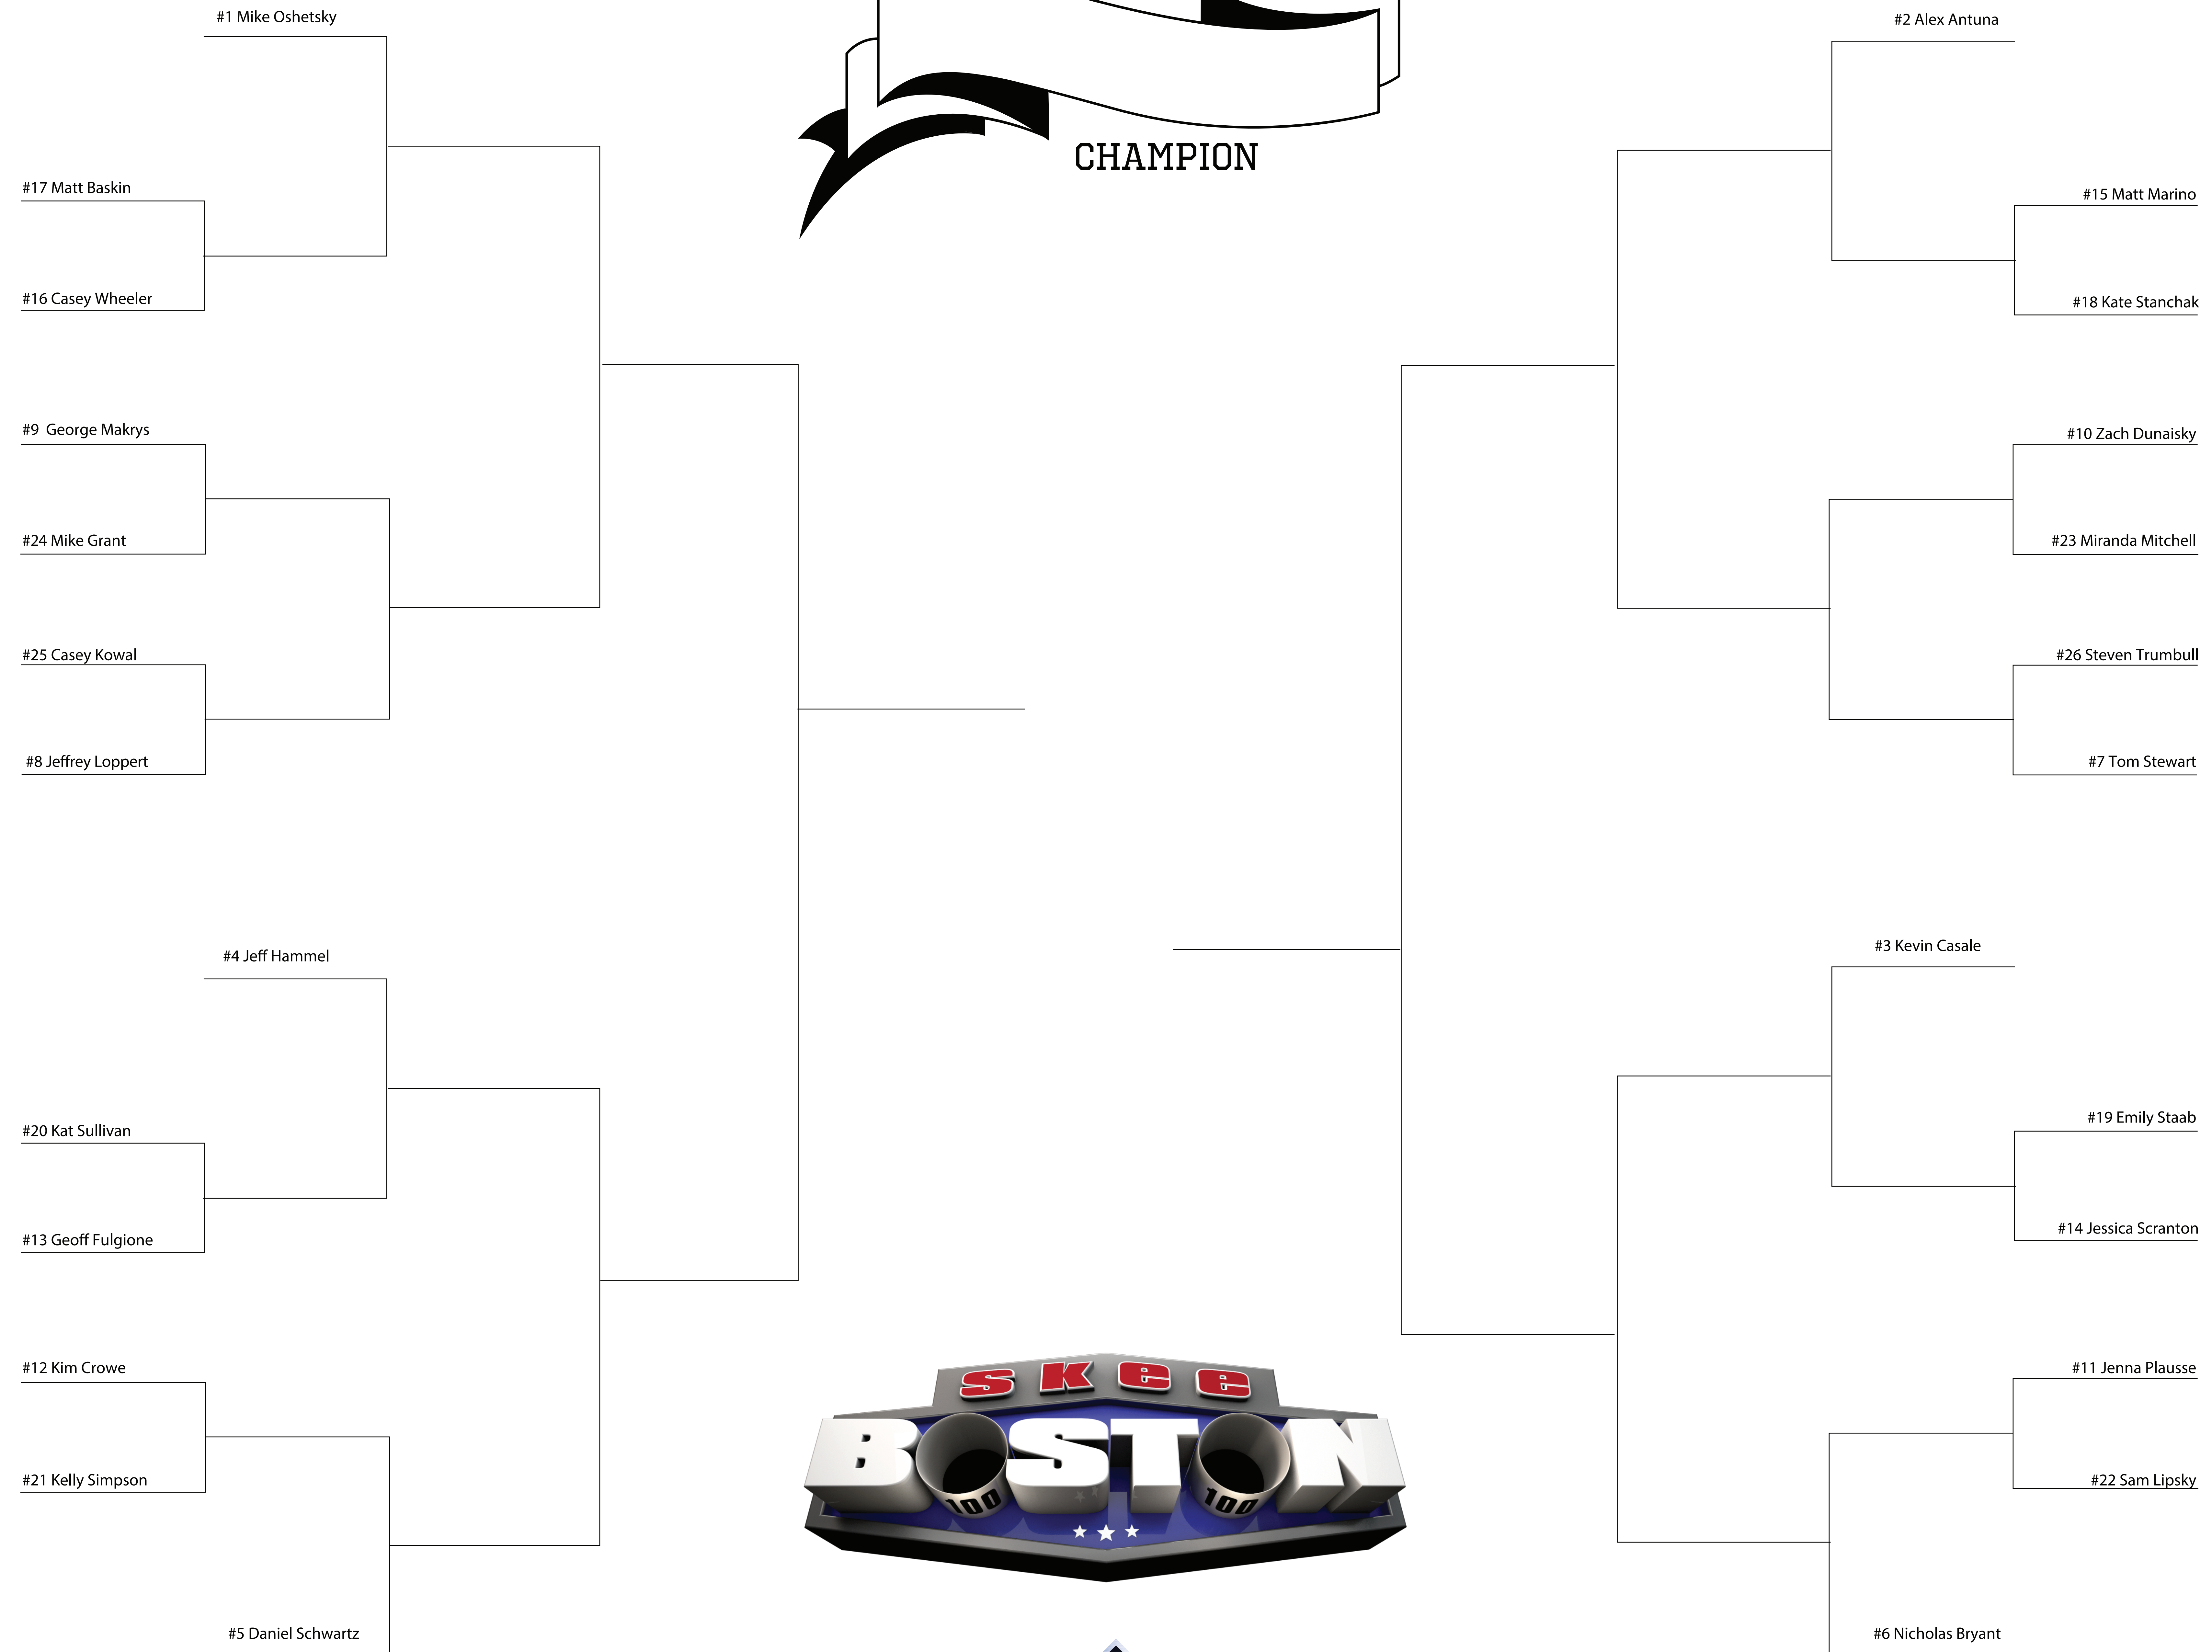 #1 Mike Oshetsky
#17 Matt Baskin
#16 Casey Wheeler
#9  George Makrys
#24 Mike Grant
#25 Casey Kowal
#8 Jeffrey Loppert
#4 Jeff Hammel
#20 Kat Sullivan
#13 Geoff Fulgione
#12 Kim Crowe
#21 Kelly Simpson
#5 Daniel Schwartz
CHAMPION
skee
BOSTON
100
100
#2 Alex Antuna
#15 Matt Marino
#18 Kate Stanchak
#10 Zach Dunaisky
#23 Miranda Mitchell
#26 Steven Trumbull
#7 Tom Stewart
#3 Kevin Casale
#19 Emily Staab
#14 Jessica Scranton
#11 Jenna Plausse
#22 Sam Lipsky
#6 Nicholas Bryant